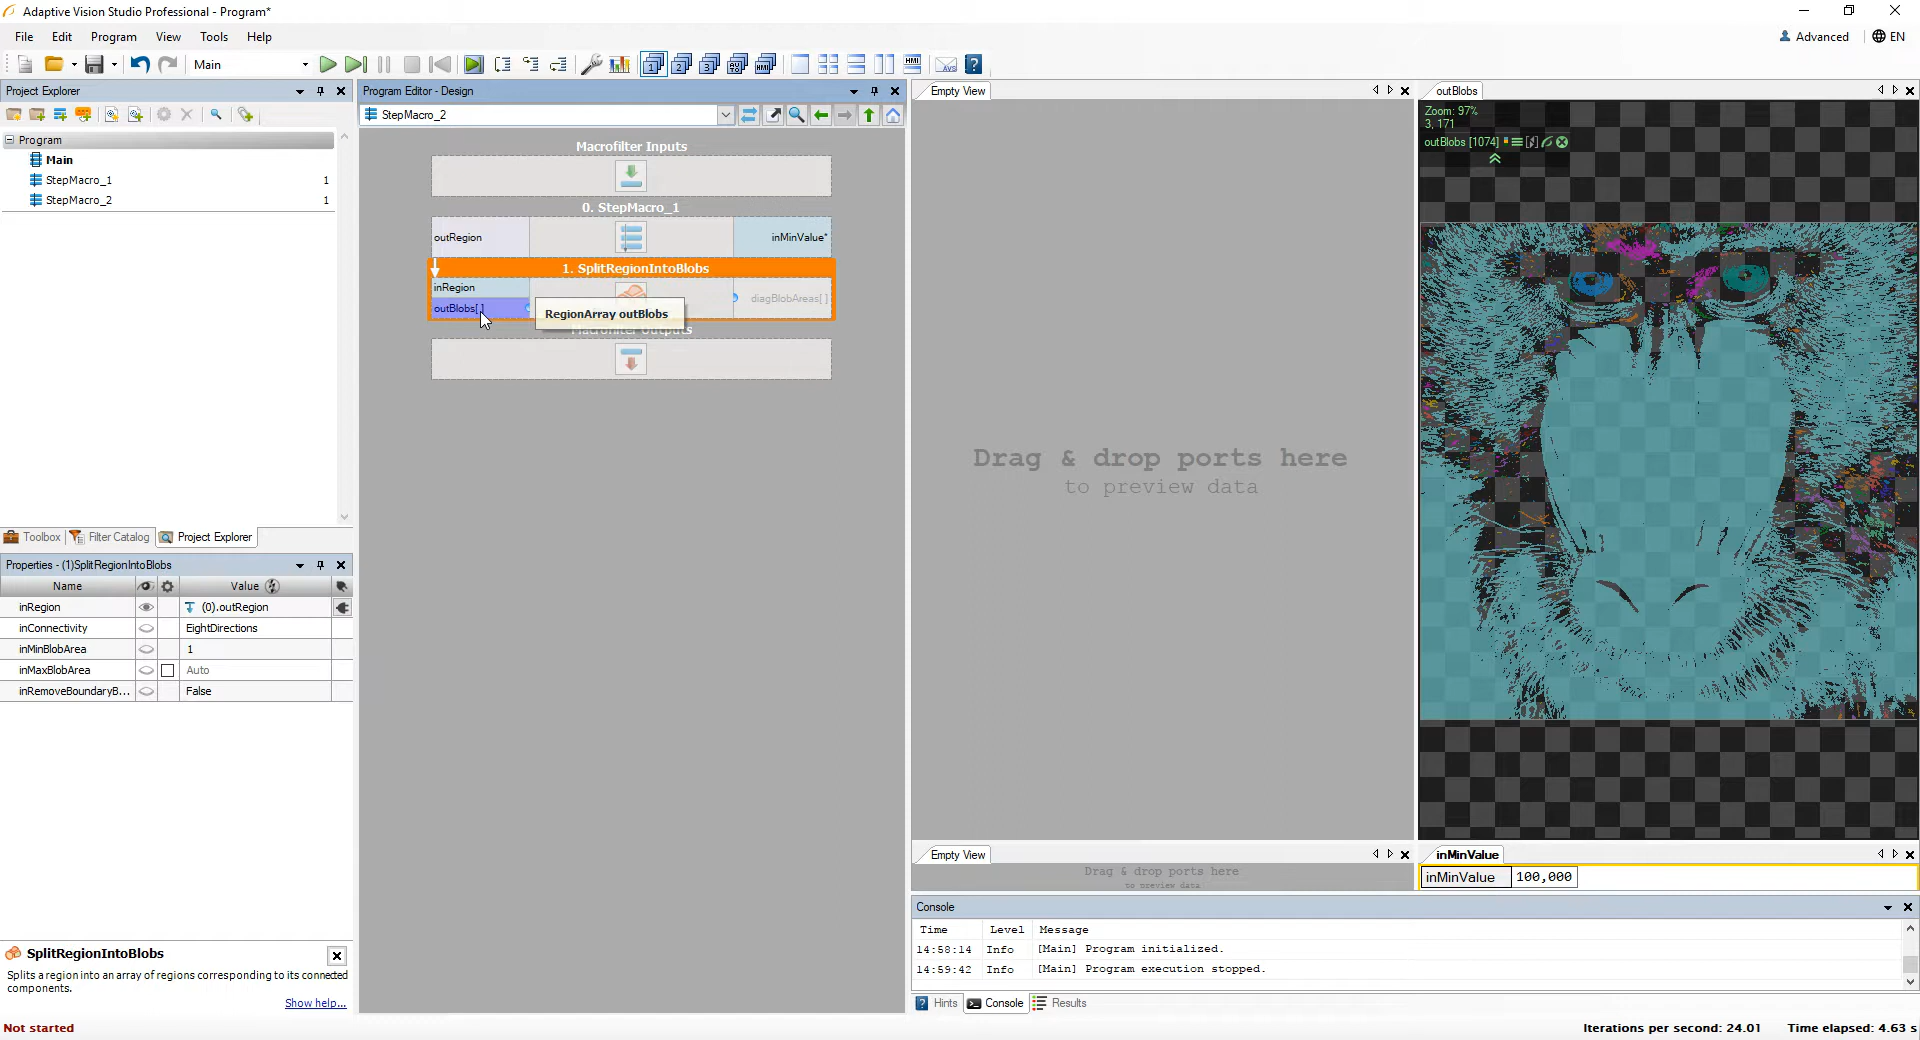 Adaptive Vision Studio Professional - Program*
File Edit Program View Tools Help
Advanced EN
Main
Project Explorer
Program
Main
StepMacro_1 1
StepMacro_2 1
Toolbox Filter Catalog Project Explorer
Properties - (1)SplitRegionIntoBlobs
Name Value
inRegion (0).outRegion
inConnectivity EightDirections
inMinBlobArea 1
inMaxBlobArea Auto
inRemoveBoundaryB... False
SplitRegionIntoBlobs
Splits a region into an array of regions corresponding to its connected
components.
Show help...
Not started
Program Editor - Design
StepMacro_2
Macrofilter Inputs
0. StepMacro_1
outRegion inMinValue*
1. SplitRegionIntoBlobs
inRegion
outBlobs[ ] diagBlobAreas[ ]
RegionArray outBlobs
Macrofilter Outputs
Empty View
Drag & drop ports here
to preview data
Empty View
Drag & drop ports here
to preview data
outBlobs
Zoom: 97%
3, 171
outBlobs [1074]
inMinValue
inMinValue 100,000
Console
Time Level Message
14:58:14 Info [Main] Program initialized.
14:59:42 Info [Main] Program execution stopped.
Hints Console Results
Iterations per second: 24.01 Time elapsed: 4.63 s